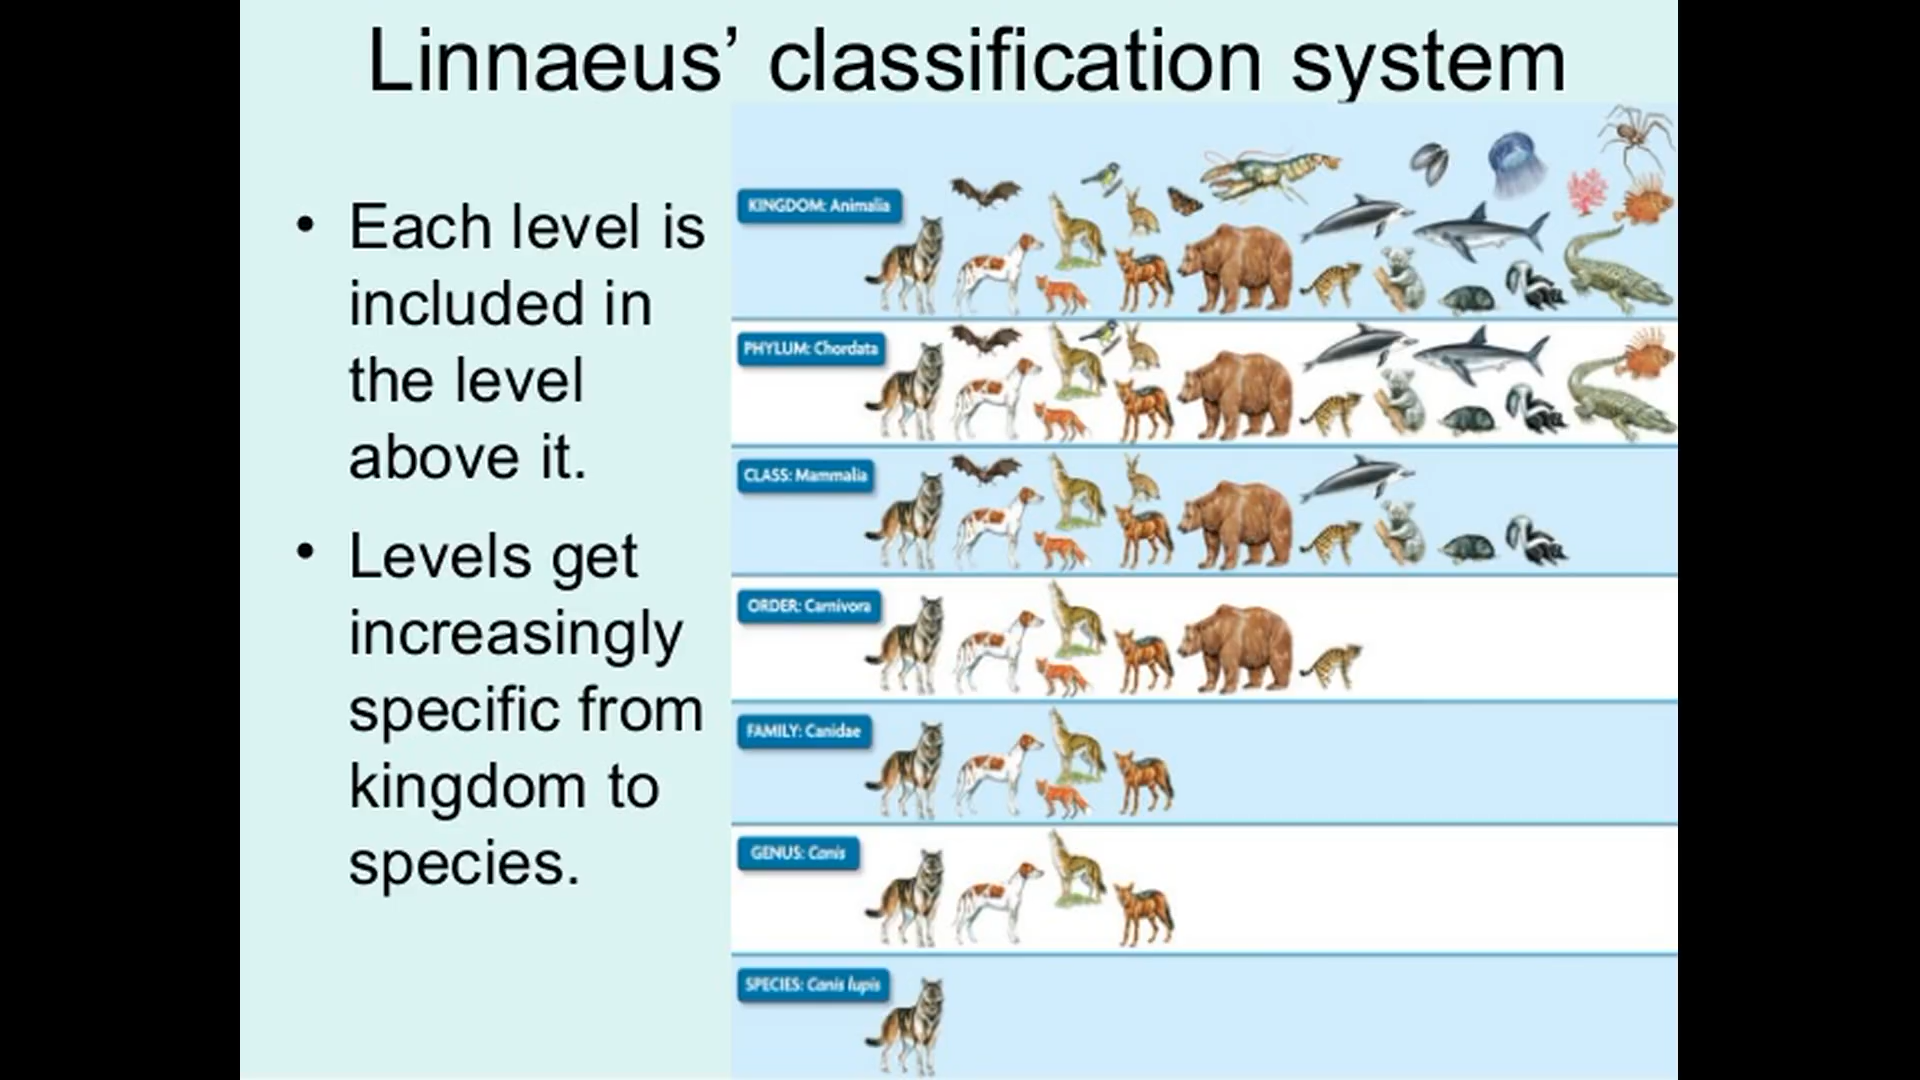 Linnaeus’ classification system
• Each level is
included in
the level
above it.
• Levels get
increasingly
specific from
kingdom to
species.
KINGDOM: Animalia
PHYLUM: Chordata
CLASS: Mammalia
ORDER: Carnivora
FAMILY: Canidae
GENUS: Canis
SPECIES: Canis lupis